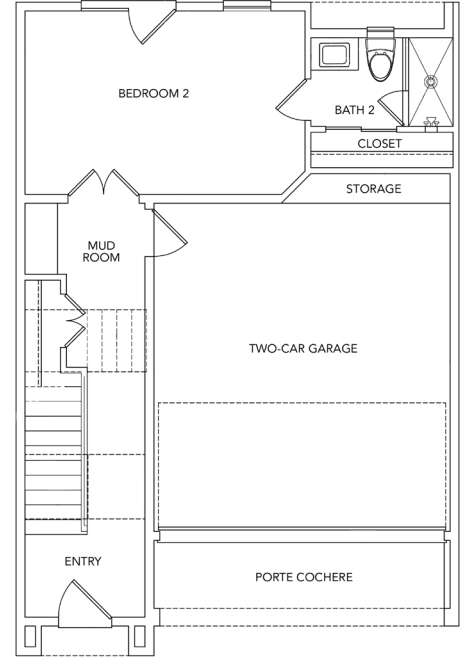 BEDROOM 2
BATH 2
CLOSET
STORAGE
MUD
ROOM
TWO-CAR GARAGE
ENTRY
PORTE COCHERE